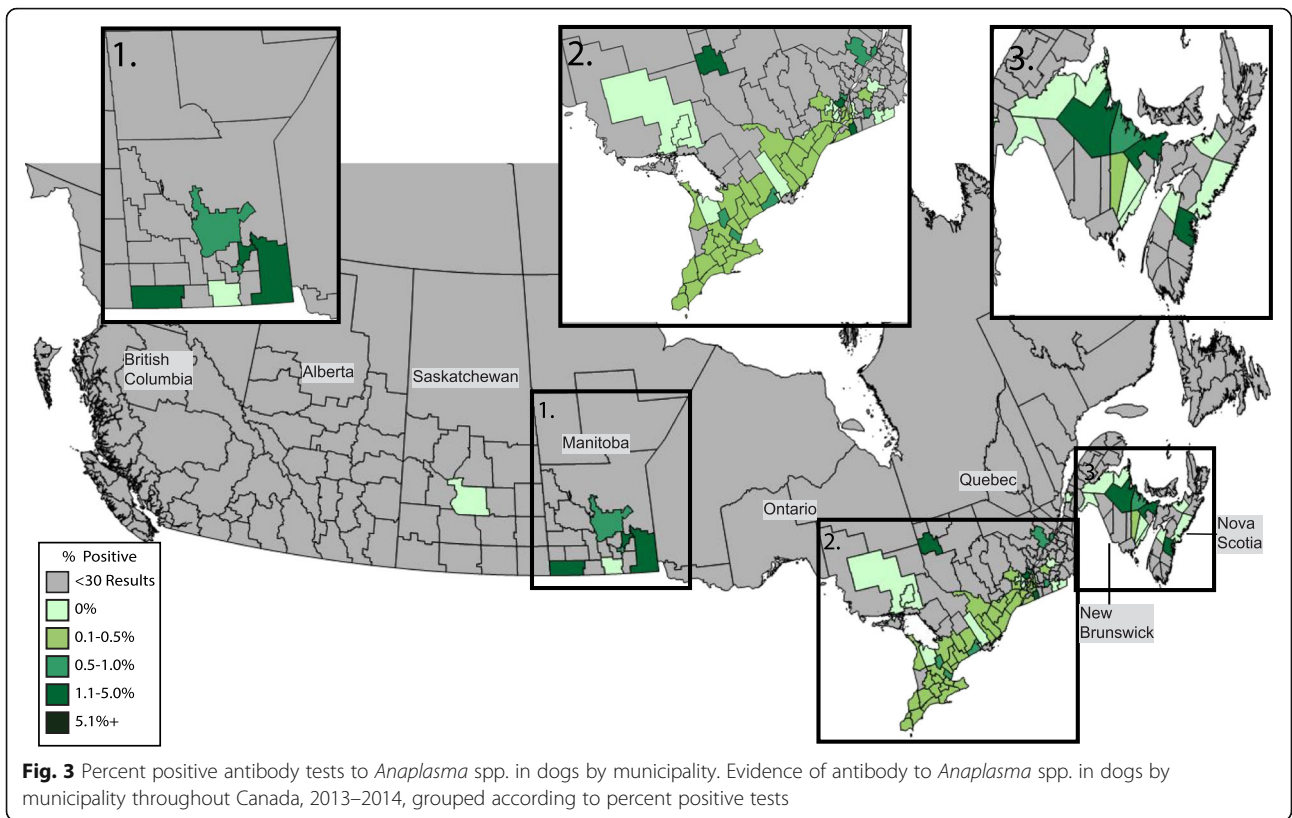 1.
2.
3.
British
Columbia
Alberta
Saskatchewan
1.
Manitoba
Ontario
Quebec
2.
3.
Nova
Scotia
New
Brunswick
% Positive
<30 Results
0%
0.1-0.5%
0.5-1.0%
1.1-5.0%
5.1%+
Fig. 3 Percent positive antibody tests to Anaplasma spp. in dogs by municipality. Evidence of antibody to Anaplasma spp. in dogs by
municipality throughout Canada, 2013–2014, grouped according to percent positive tests